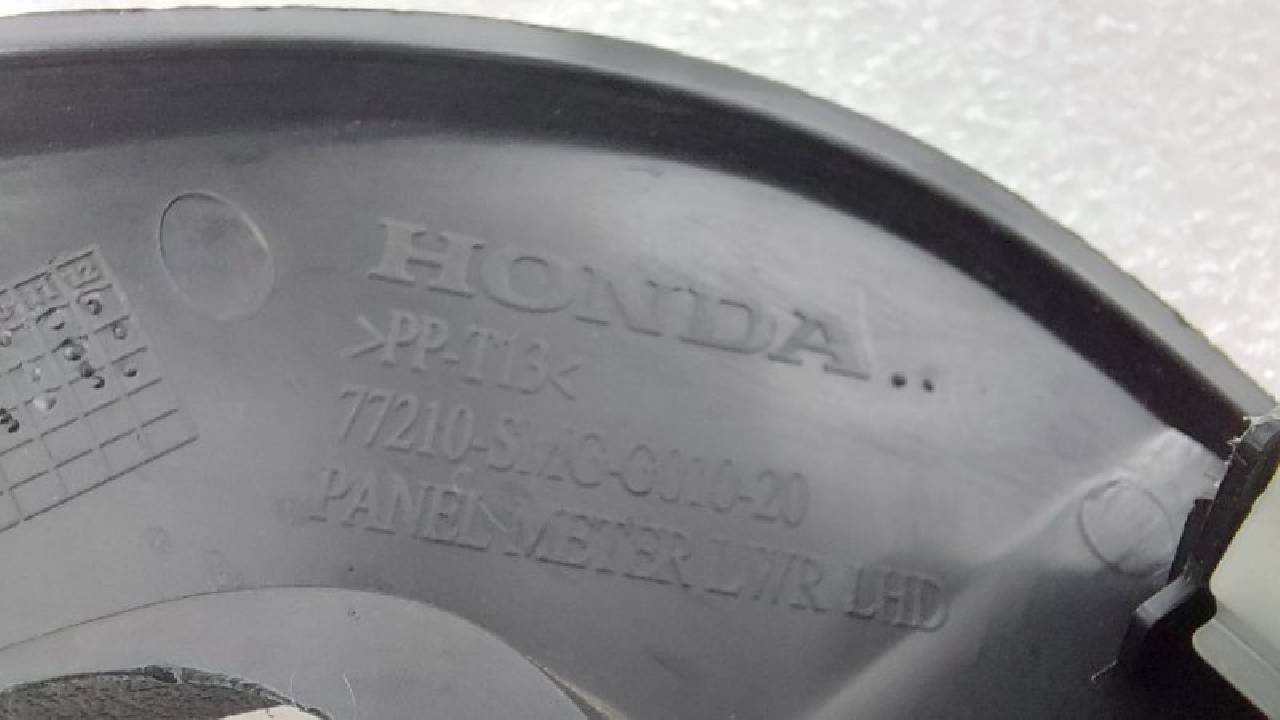 HONDA..
>PP-T13<
PANEL METER LWR LHD